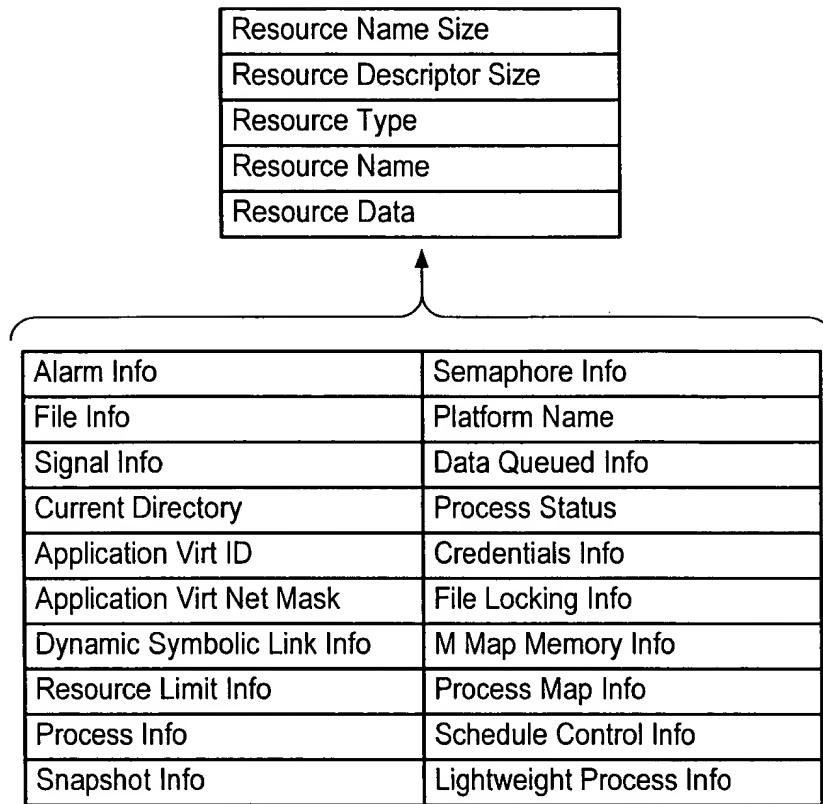 Resource Name Size
Resource Descriptor Size
Resource Type
Resource Name
Resource Data
Alarm Info Semaphore Info
File Info Platform Name
Signal Info Data Queued Info
Current Directory Process Status
Application Virt ID Credentials Info
Application Virt Net Mask File Locking Info
Dynamic Symbolic Link Info M Map Memory Info
Resource Limit Info Process Map Info
Process Info Schedule Control Info
Snapshot Info Lightweight Process Info